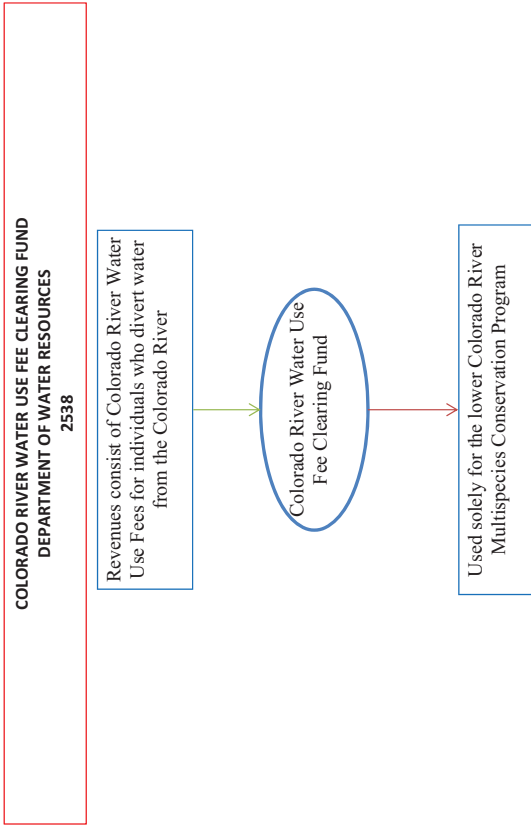 COLORADO RIVER WATER USE FEE CLEARING FUND
DEPARTMENT OF WATER RESOURCES
2538
Revenues consist of Colorado River Water
Use Fees for individuals who divert water
from the Colorado River
Colorado River Water Use
Fee Clearing Fund
Used solely for the lower Colorado River
Multispecies Conservation Program